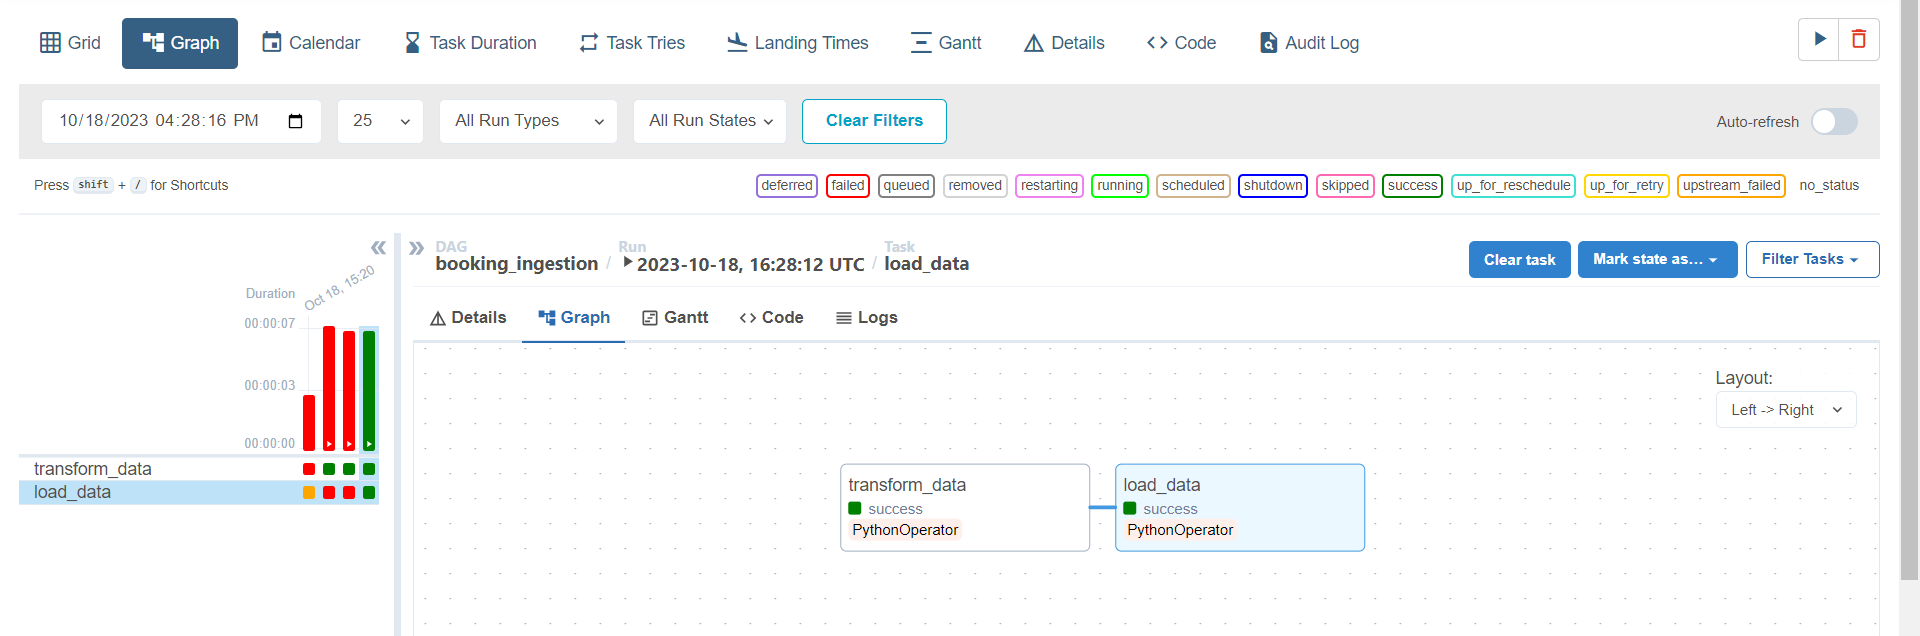 Grid Graph Calendar Task Duration Task Tries Landing Times Gantt Details Code Audit Log
10/18/2023 04:28:16 PM 25 All Run Types All Run States Clear Filters Auto-refresh
Press shift + / for Shortcuts deferred failed queued removed restarting running scheduled shutdown skipped success up_for_reschedule up_for_retry upstream_failed no_status
DAG Run Task
booking_ingestion / 2023-10-18, 16:28:12 UTC / load_data
Clear task Mark state as... Filter Tasks
Duration Oct 18, 15:20
00:00:07
00:00:03
00:00:00
transform_data
load_data
Details Graph Gantt Code Logs
Layout:
Left -> Right
transform_data
success
PythonOperator
load_data
success
PythonOperator